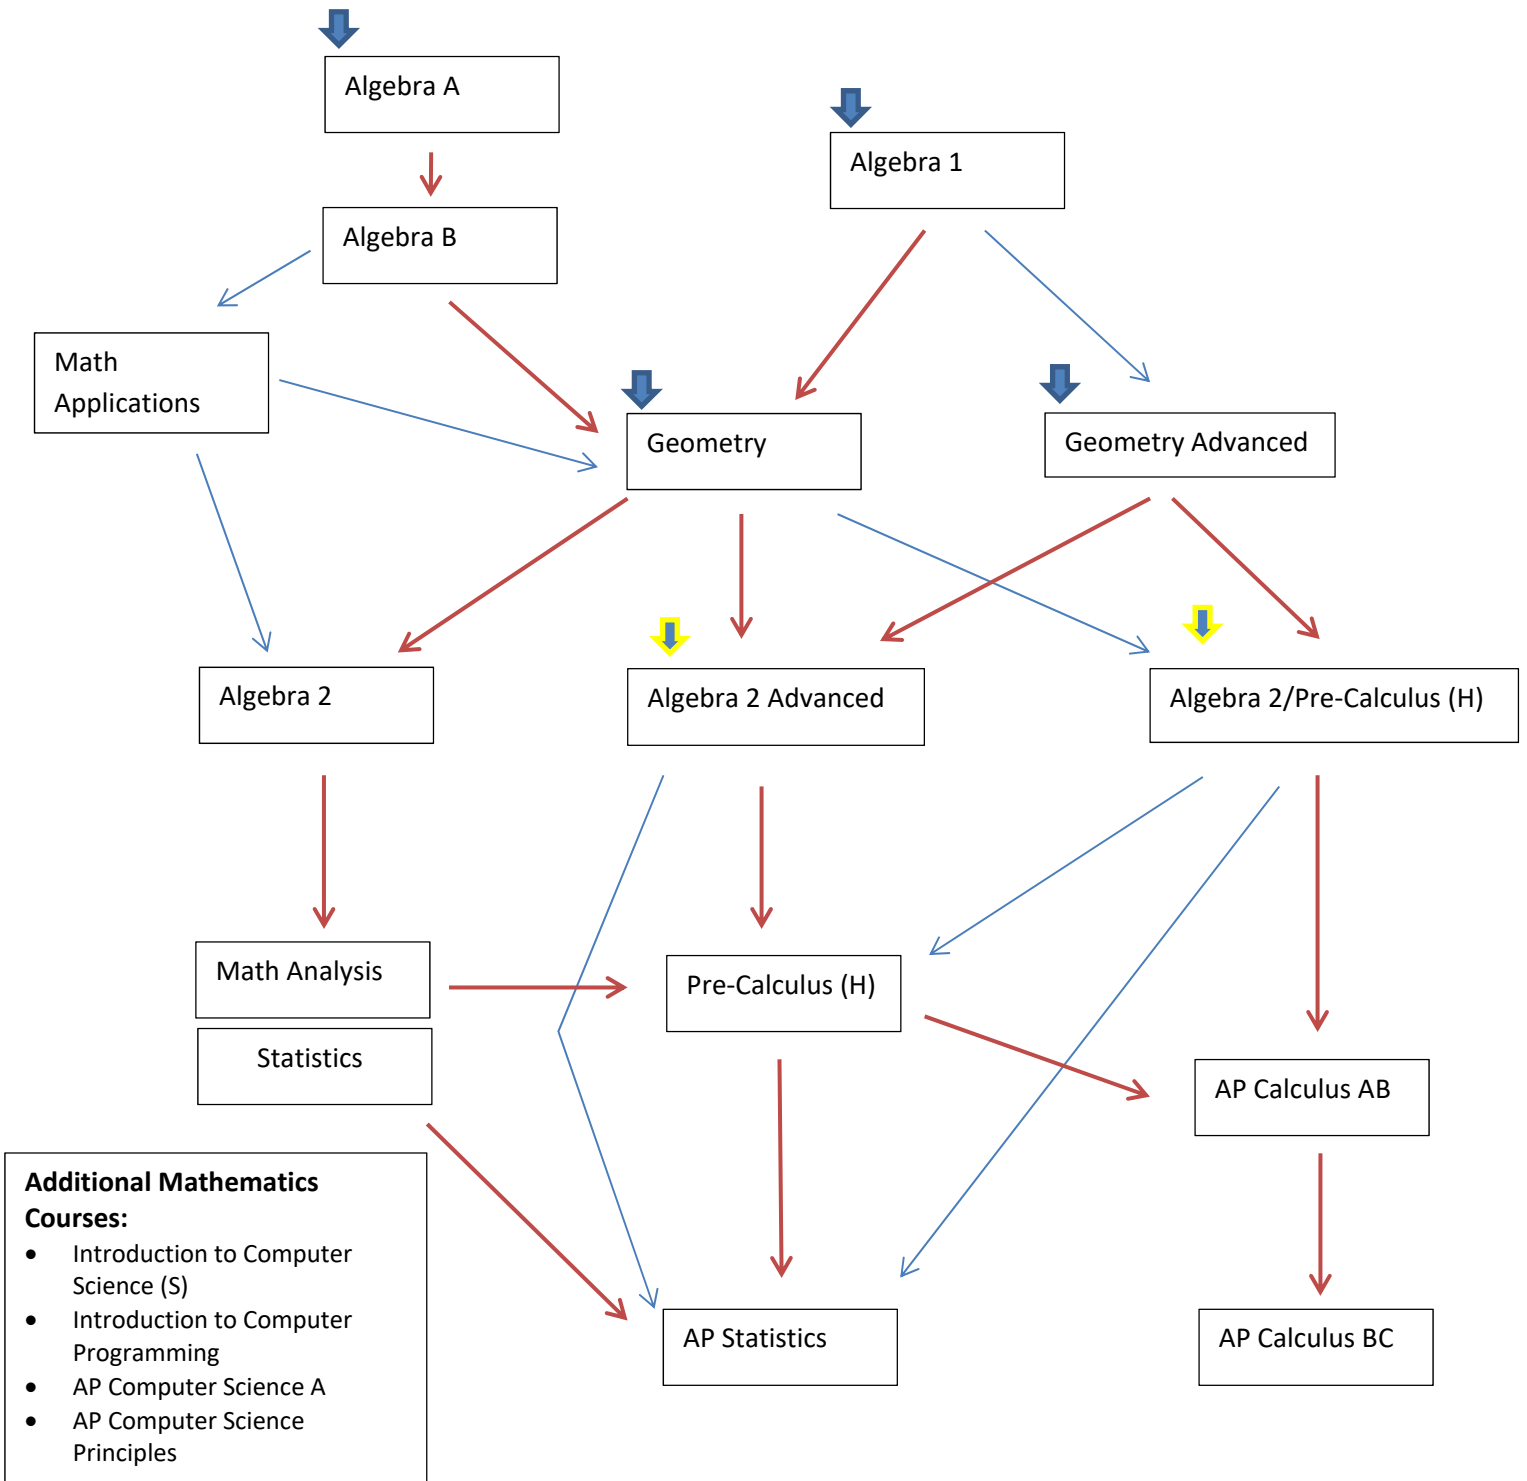 Algebra A
Algebra 1
Algebra B
Math
Applications
Geometry
Geometry Advanced
Algebra 2
Algebra 2 Advanced
Algebra 2/Pre-Calculus (H)
Math Analysis
Pre-Calculus (H)
Statistics
AP Calculus AB
Additional Mathematics
Courses:
• Introduction to Computer
Science (S)
• Introduction to Computer
Programming
• AP Computer Science A
• AP Computer Science
Principles
AP Statistics
AP Calculus BC